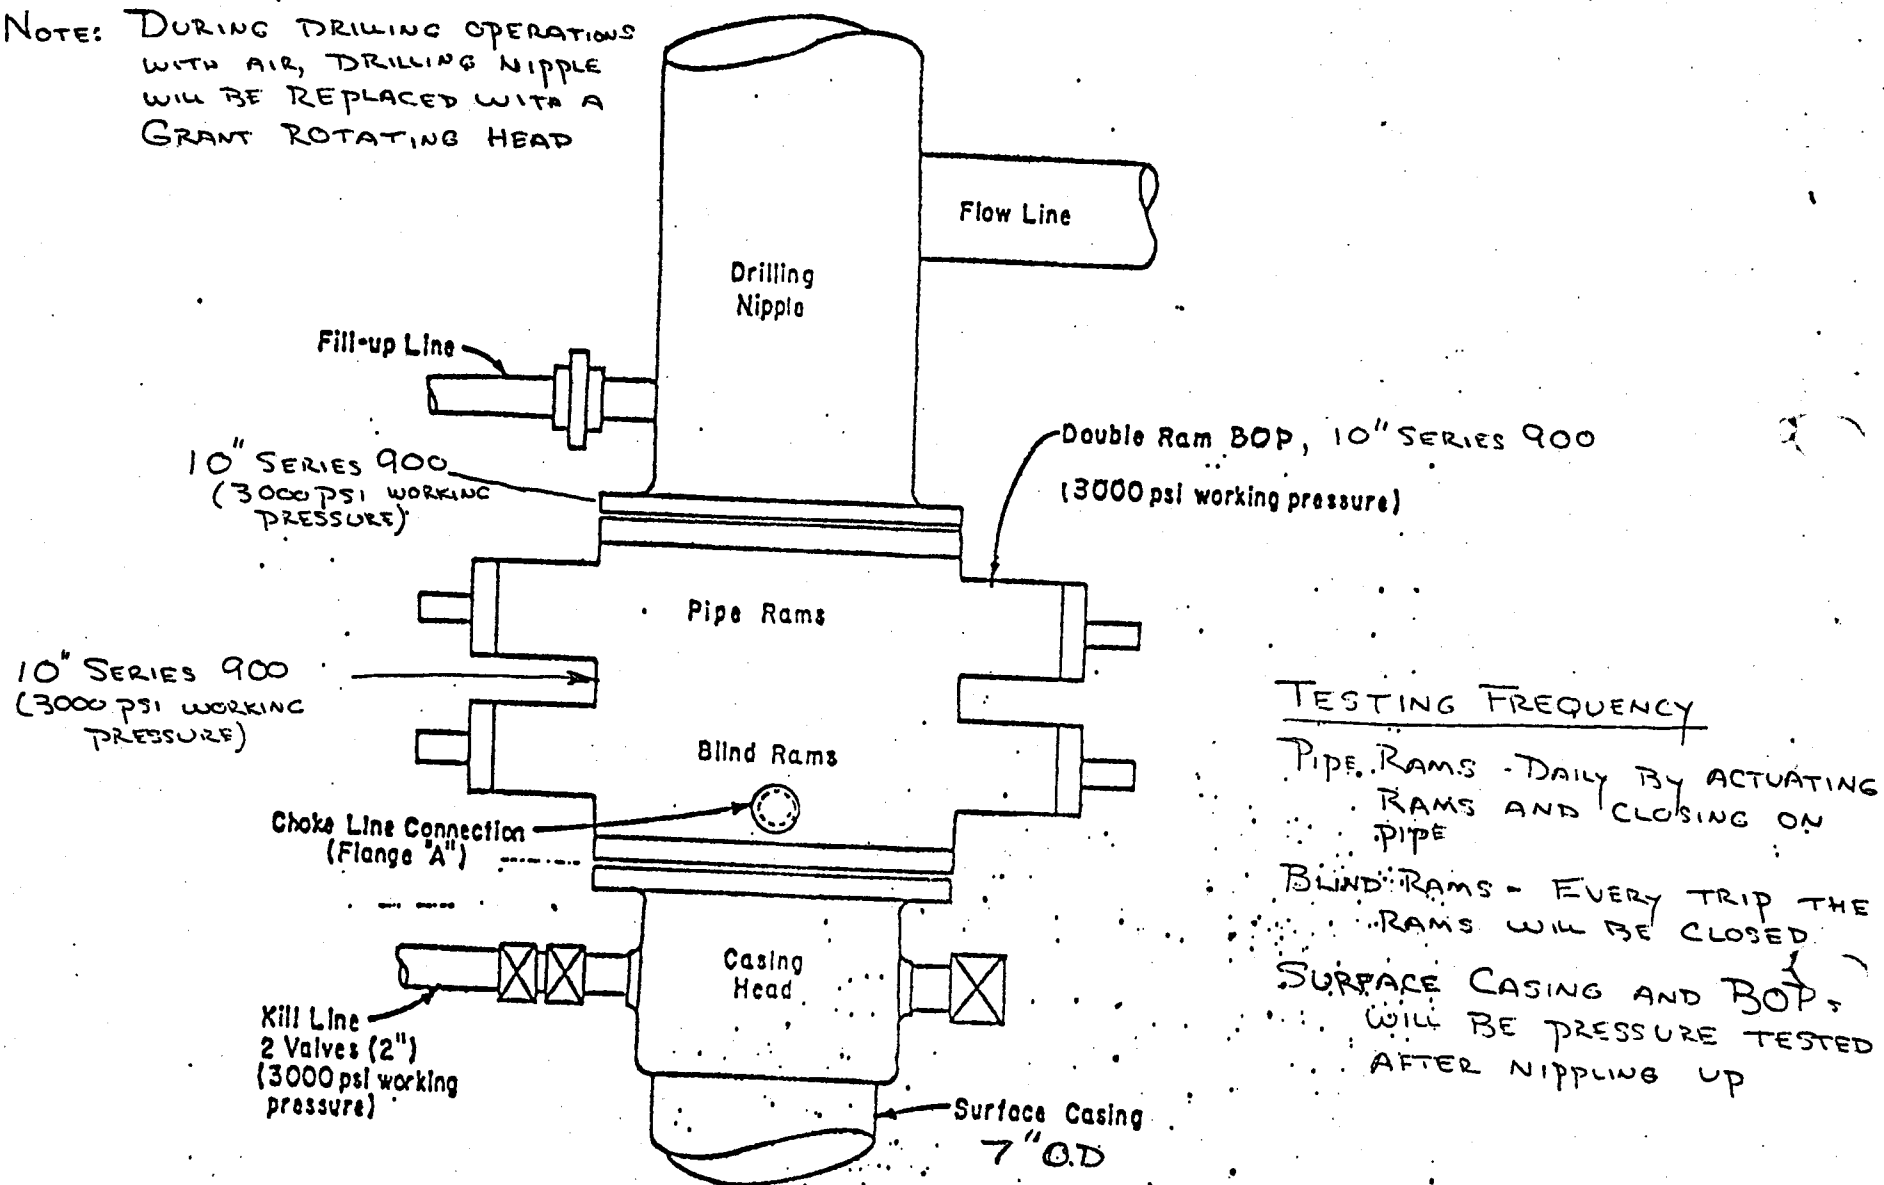 NOTE: DURING DRILLING OPERATIONS
WITH AIR, DRILLING NIPPLE
WILL BE REPLACED WITH A
GRANT ROTATING HEAD
Flow Line
Drilling
Nipple
Fill-up Line
10" SERIES 900
(3000 PSI WORKING
PRESSURE)
Double Ram BOP, 10" SERIES 900
(3000 psi working pressure)
Pipe Rams
10" SERIES 900
(3000 PSI WORKING
PRESSURE)
Blind Rams
Choke Line Connection
(Flange "A")
TESTING FREQUENCY
PIPE RAMS - DAILY BY ACTUATING
RAMS AND CLOSING ON
PIPE
BLIND RAMS - EVERY TRIP THE
RAMS WILL BE CLOSED
SURFACE CASING AND BOPs
WILL BE PRESSURE TESTED
AFTER NIPPLING UP
Casing
Head
Kill Line
2 Valves (2")
(3000 psi working
pressure)
Surface Casing
7" O.D